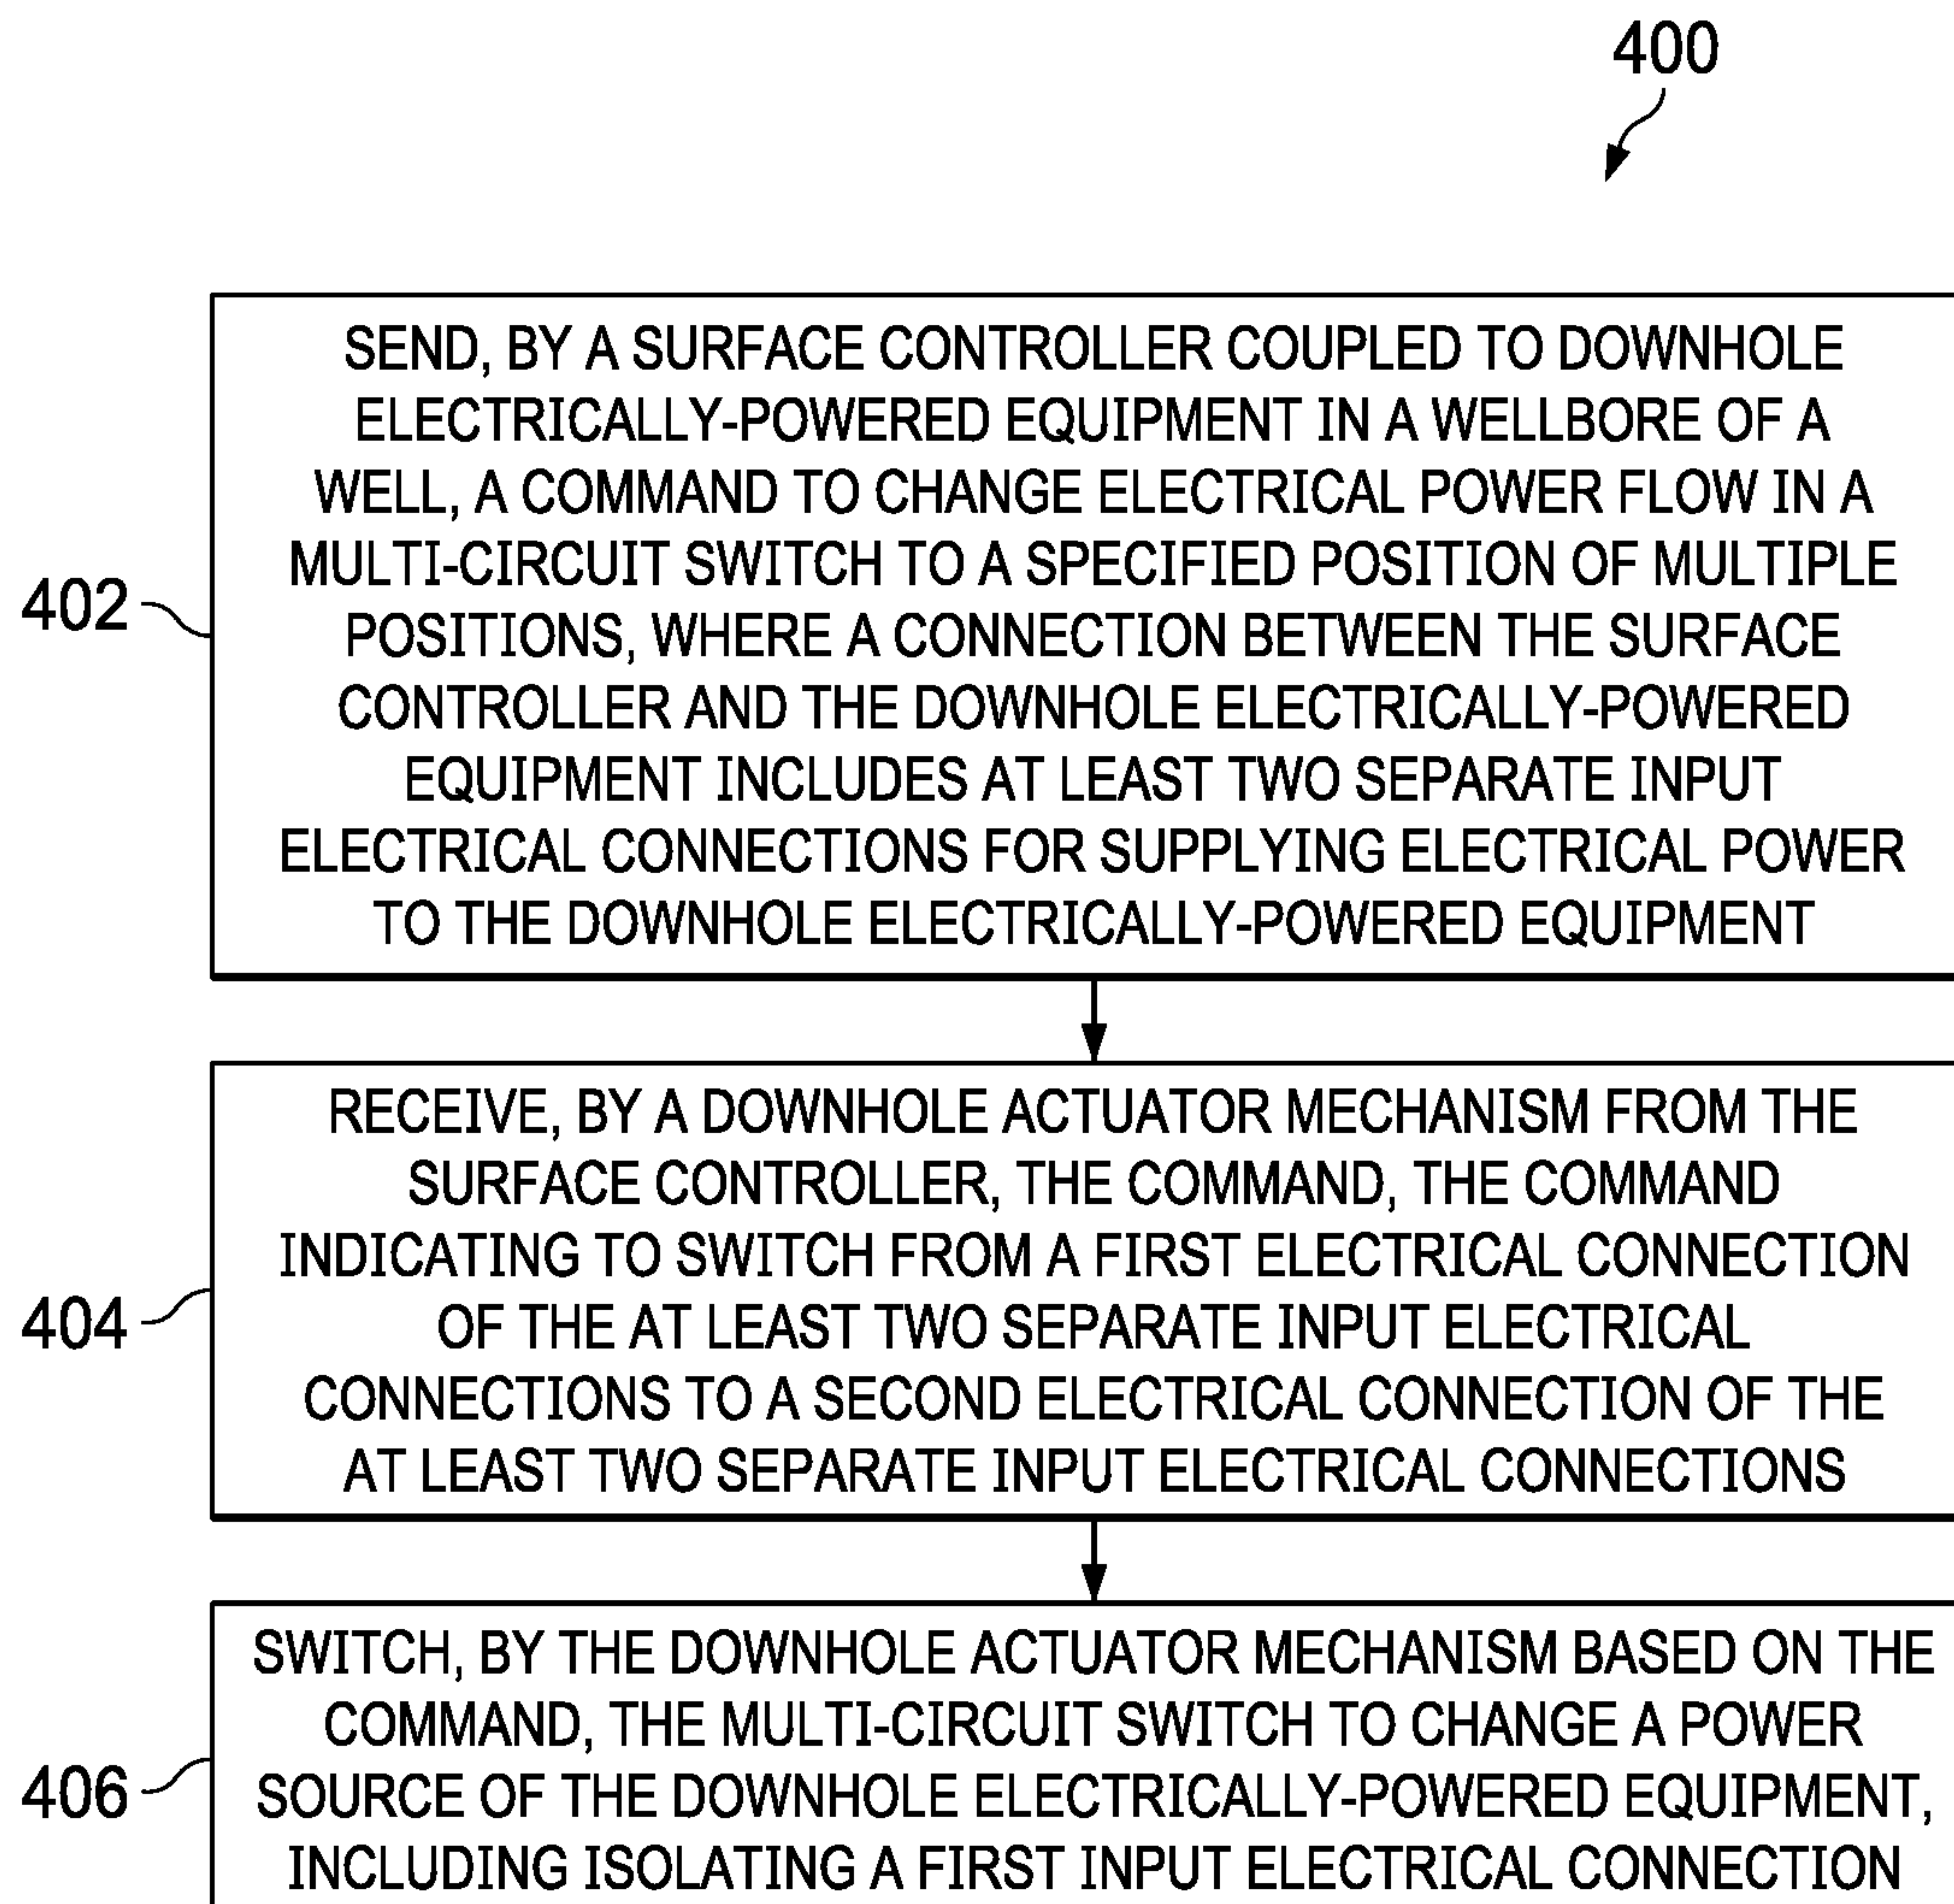 400
SEND, BY A SURFACE CONTROLLER COUPLED TO DOWNHOLE
ELECTRICALLY-POWERED EQUIPMENT IN A WELLBORE OF A
WELL, A COMMAND TO CHANGE ELECTRICAL POWER FLOW IN A
MULTI-CIRCUIT SWITCH TO A SPECIFIED POSITION OF MULTIPLE
POSITIONS, WHERE A CONNECTION BETWEEN THE SURFACE
CONTROLLER AND THE DOWNHOLE ELECTRICALLY-POWERED
EQUIPMENT INCLUDES AT LEAST TWO SEPARATE INPUT
ELECTRICAL CONNECTIONS FOR SUPPLYING ELECTRICAL POWER
TO THE DOWNHOLE ELECTRICALLY-POWERED EQUIPMENT
402
RECEIVE, BY A DOWNHOLE ACTUATOR MECHANISM FROM THE
SURFACE CONTROLLER, THE COMMAND, THE COMMAND
INDICATING TO SWITCH FROM A FIRST ELECTRICAL CONNECTION
OF THE AT LEAST TWO SEPARATE INPUT ELECTRICAL
CONNECTIONS TO A SECOND ELECTRICAL CONNECTION OF THE
AT LEAST TWO SEPARATE INPUT ELECTRICAL CONNECTIONS
404
SWITCH, BY THE DOWNHOLE ACTUATOR MECHANISM BASED ON THE
COMMAND, THE MULTI-CIRCUIT SWITCH TO CHANGE A POWER
SOURCE OF THE DOWNHOLE ELECTRICALLY-POWERED EQUIPMENT,
INCLUDING ISOLATING A FIRST INPUT ELECTRICAL CONNECTION
406